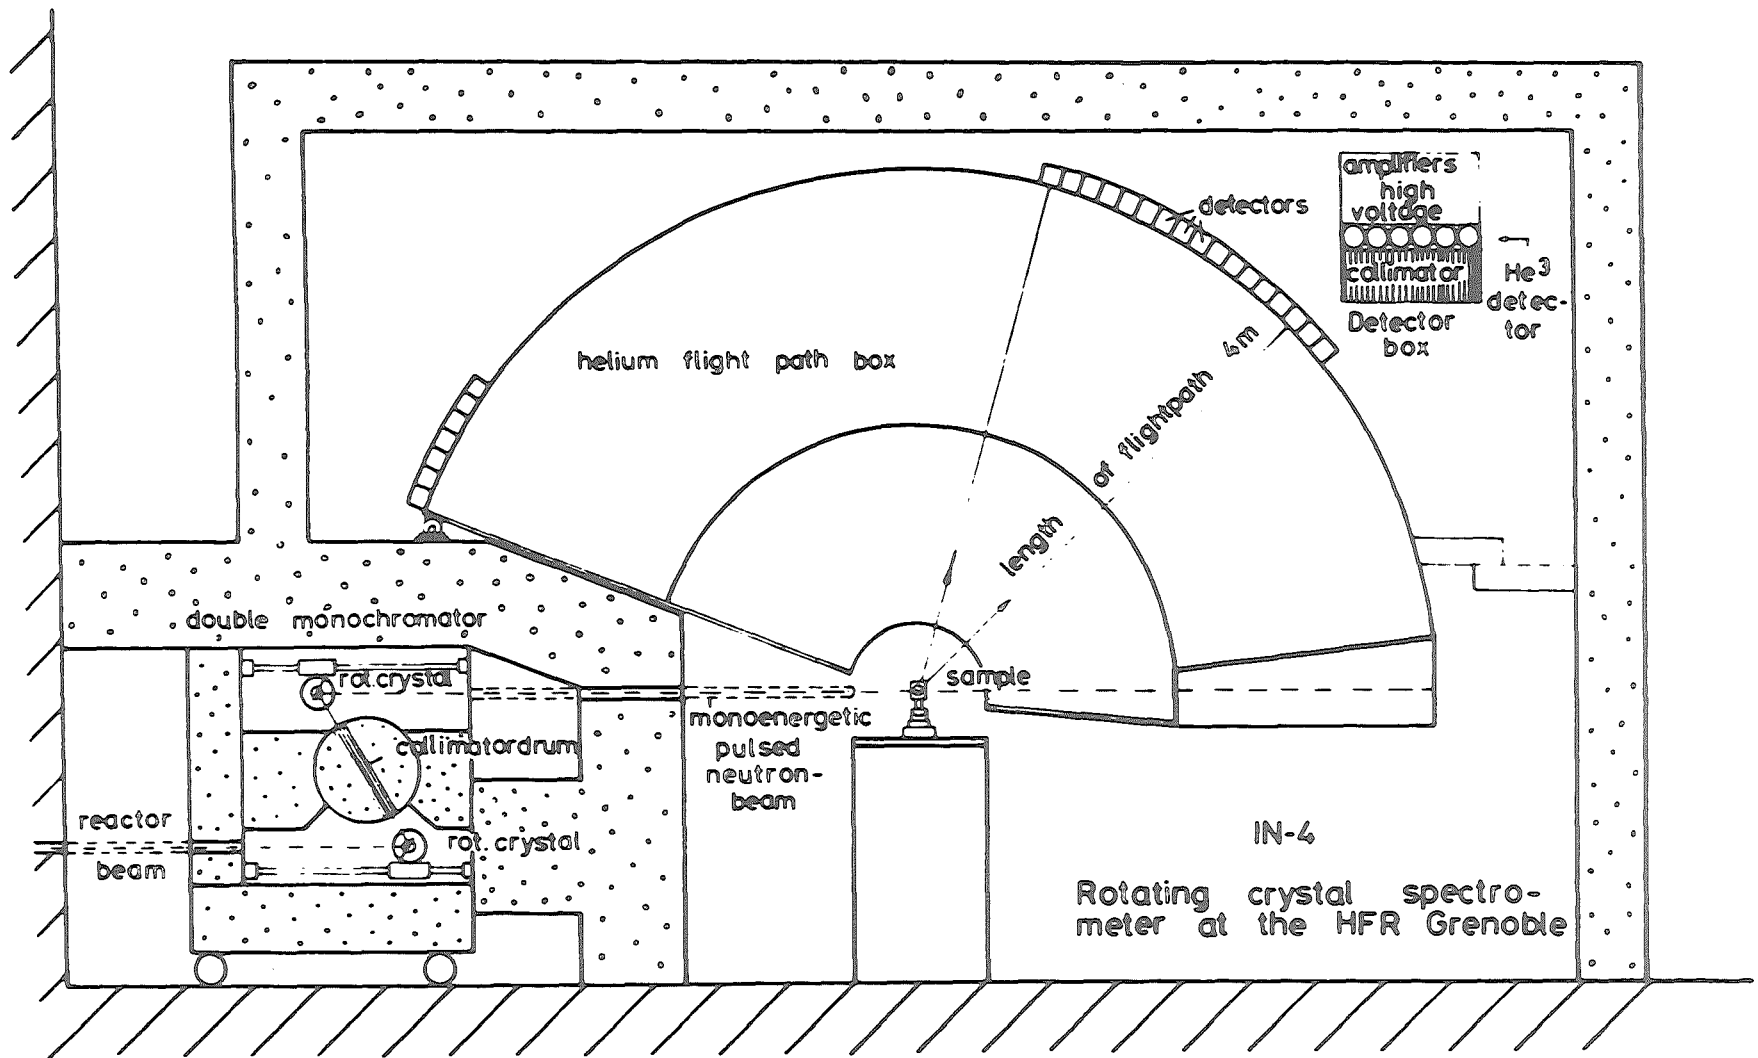 amplifiers
high
voltage
detectors
collimator
He3
detec-
tor
Detector
box
helium flight path box
length of flightpath 4m
double monochromator
rot.crystal
sample
monoenergetic
pulsed
neutron-
beam
collimatordrum
reactor
beam
rot. crystal
IN-4
Rotating crystal spectro-
meter at the HFR Grenoble